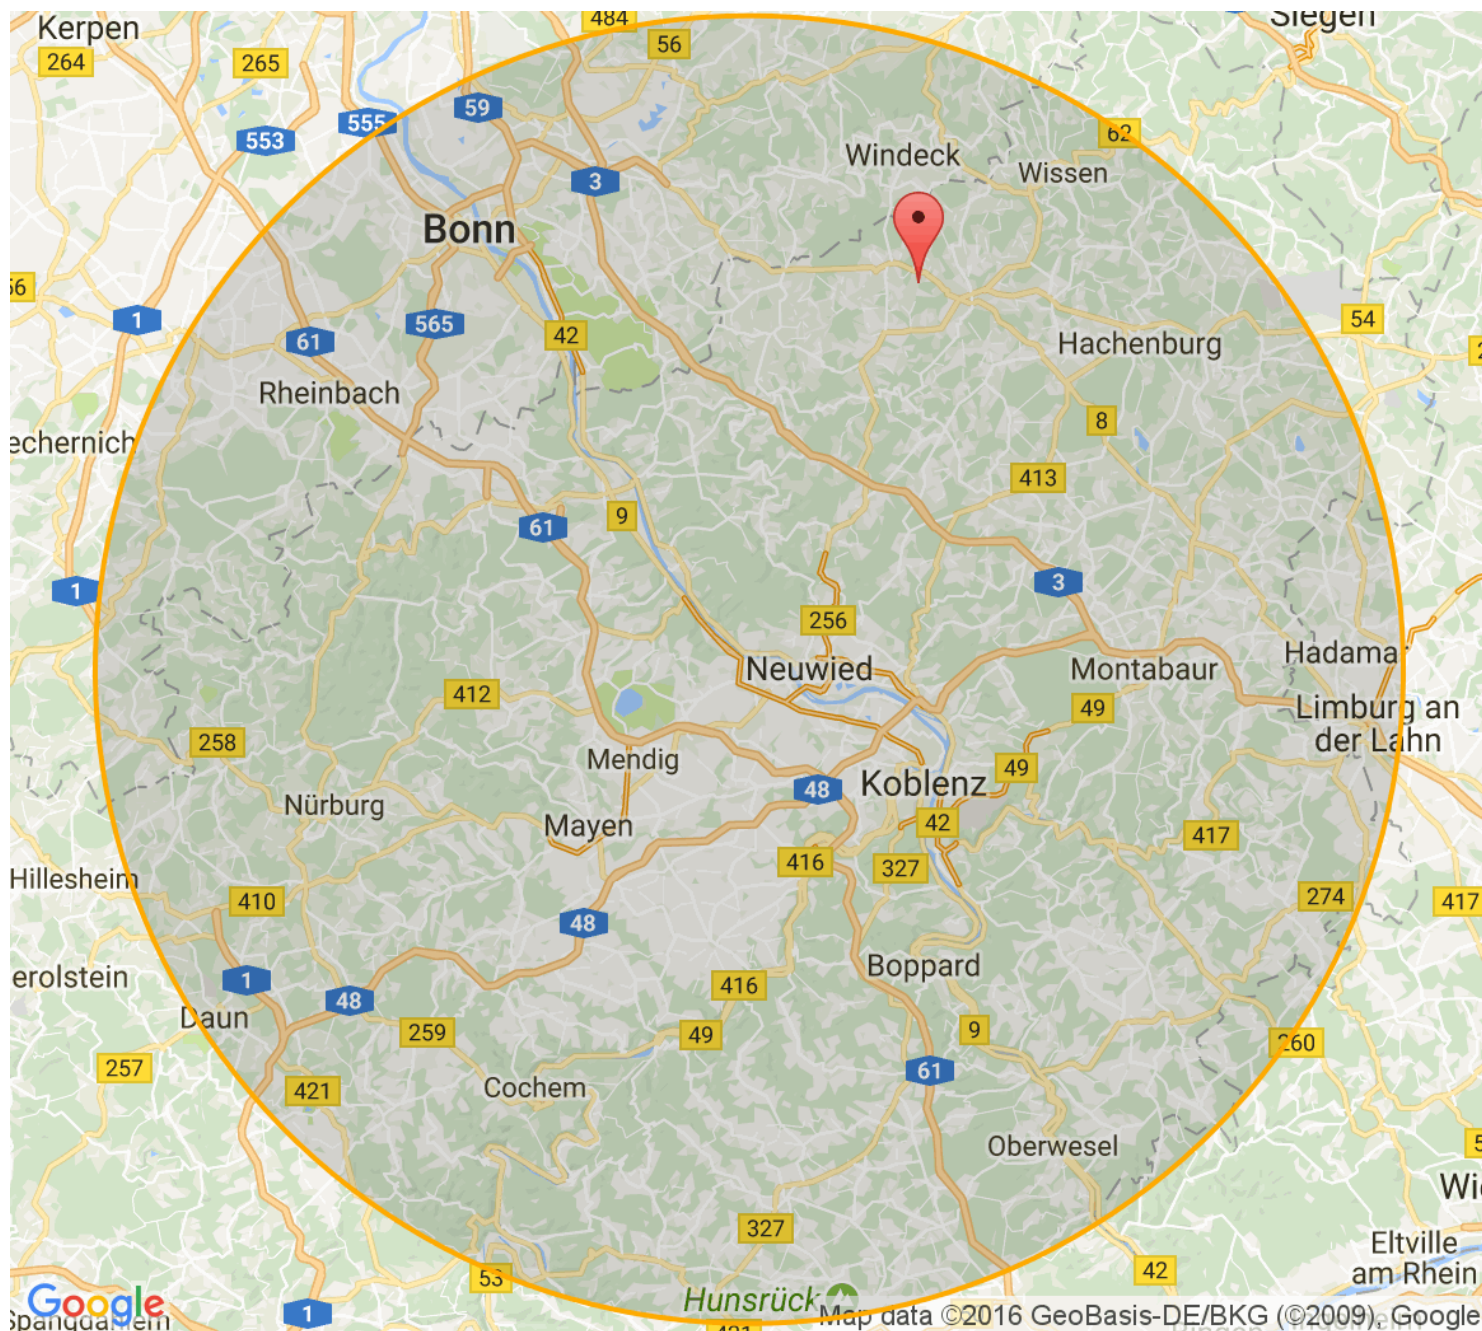 Kerpen
484
Siegen
264
265
56
59
555
553
62
Windeck
Wissen
3
Bonn
56
1
565
42
54
61
Hachenburg
Rheinbach
8
echernich
413
9
61
1
3
256
Hadamar
Neuwied
Montabaur
412
49
Limburg an
der Lahn
258
Mendig
49
Koblenz
48
Nürburg
Mayen
42
417
416
327
Hillesheim
410
274
417
48
erolstein
Boppard
1
416
48
Daun
259
49
9
260
257
61
421
Cochem
Oberwesel
327
Eltville
am Rhein
53
42
Hunsrück
Google
1
Map data ©2016 GeoBasis-DE/BKG (©2009), Google